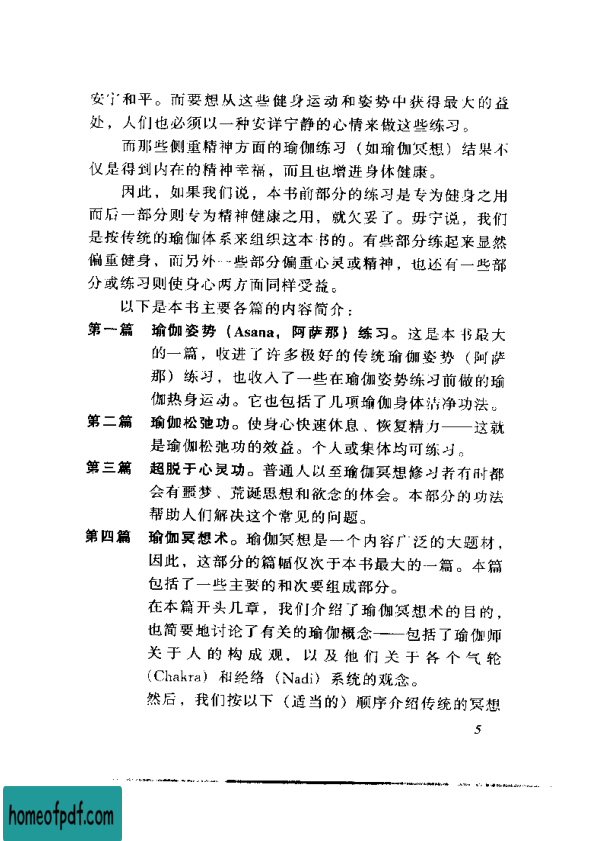 安宁和平。而要想从这些健身运动和姿势中获得最大的益
处，人们也必须以一种安详宁静的心情来做这些练习。
而那些侧重精神方面的瑜伽练习（如瑜伽冥想）结果不
仅是得到内在的精神幸福，而且也增进身体健康。
因此，如果我们说，本书前部分的练习是专为健身之用
而后一部分则专为精神健康之用，就欠妥了。毋宁说，我们
是按传统的瑜伽体系来组织这本书的。有些部分练起来显然
偏重健身，而另外一些部分偏重心灵或精神，也还有一些部
分或练习则使身心两方面同样受益。
以下是本书主要各篇的内容简介：
第一篇 瑜伽姿势（Asana，阿萨那）练习。这是本书最大
的一篇，收进了许多极好的传统瑜伽姿势（阿萨
那）练习，也收入了一些在瑜伽姿势练习前做的瑜
伽热身运动。它也包括了几项瑜伽身体洁净功法。
第二篇 瑜伽松弛功。使身心快速休息、恢复精力——这就
是瑜伽松弛功的效益。个人或集体均可练习。
第三篇 超脱于心灵功。普通人以至瑜伽冥想修习者有时都
会有噩梦、荒诞思想和欲念的体会。本部分的功法
帮助人们解决这个常见的问题。
第四篇 瑜伽冥想术。瑜伽冥想是一个内容广泛的大题材，
因此，这部分的篇幅仅次于本书最大的一篇。本篇
包括了一些主要的和次要组成部分。
在本篇开头几章，我们介绍了瑜伽冥想术的目的，
也简要地讨论了有关的瑜伽概念——包括了瑜伽师
关于人的构成观，以及他们关于各个气轮
（Chakra）和经络（Nadi）系统的观念。
然后，我们按以下（适当的）顺序介绍传统的冥想
5
homeofpdf.com